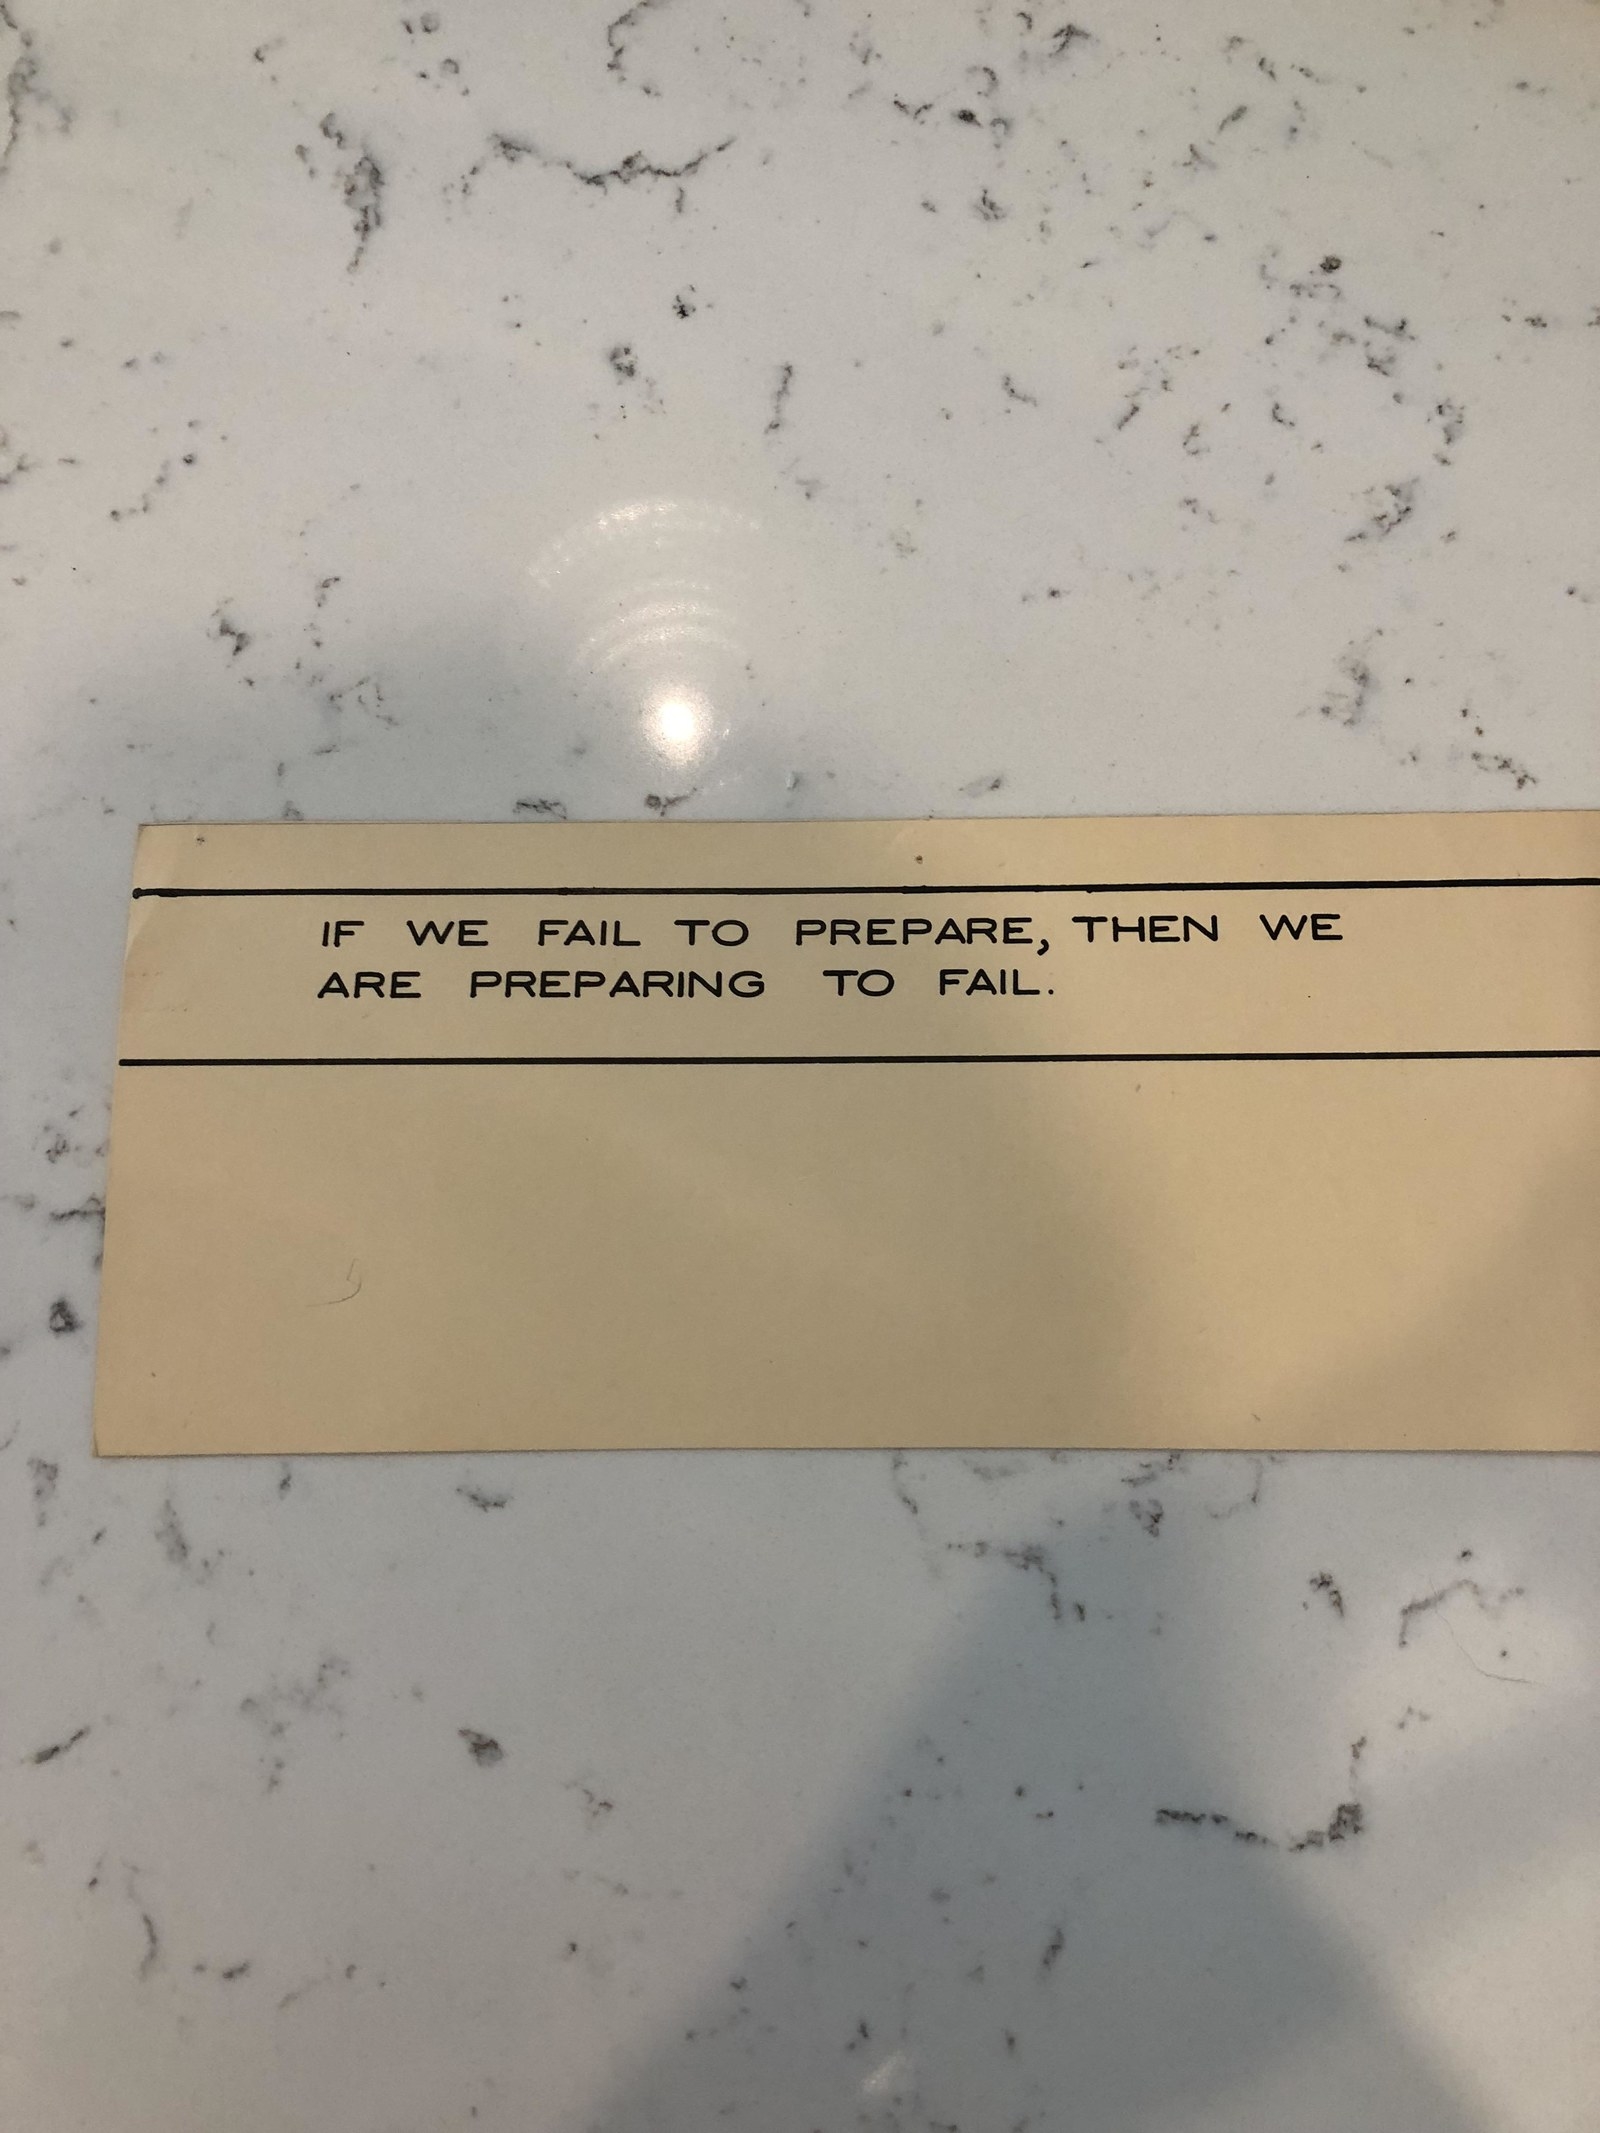 IF WE FAIL TO PREPARE, THEN WE
ARE PREPARING TO FAIL.